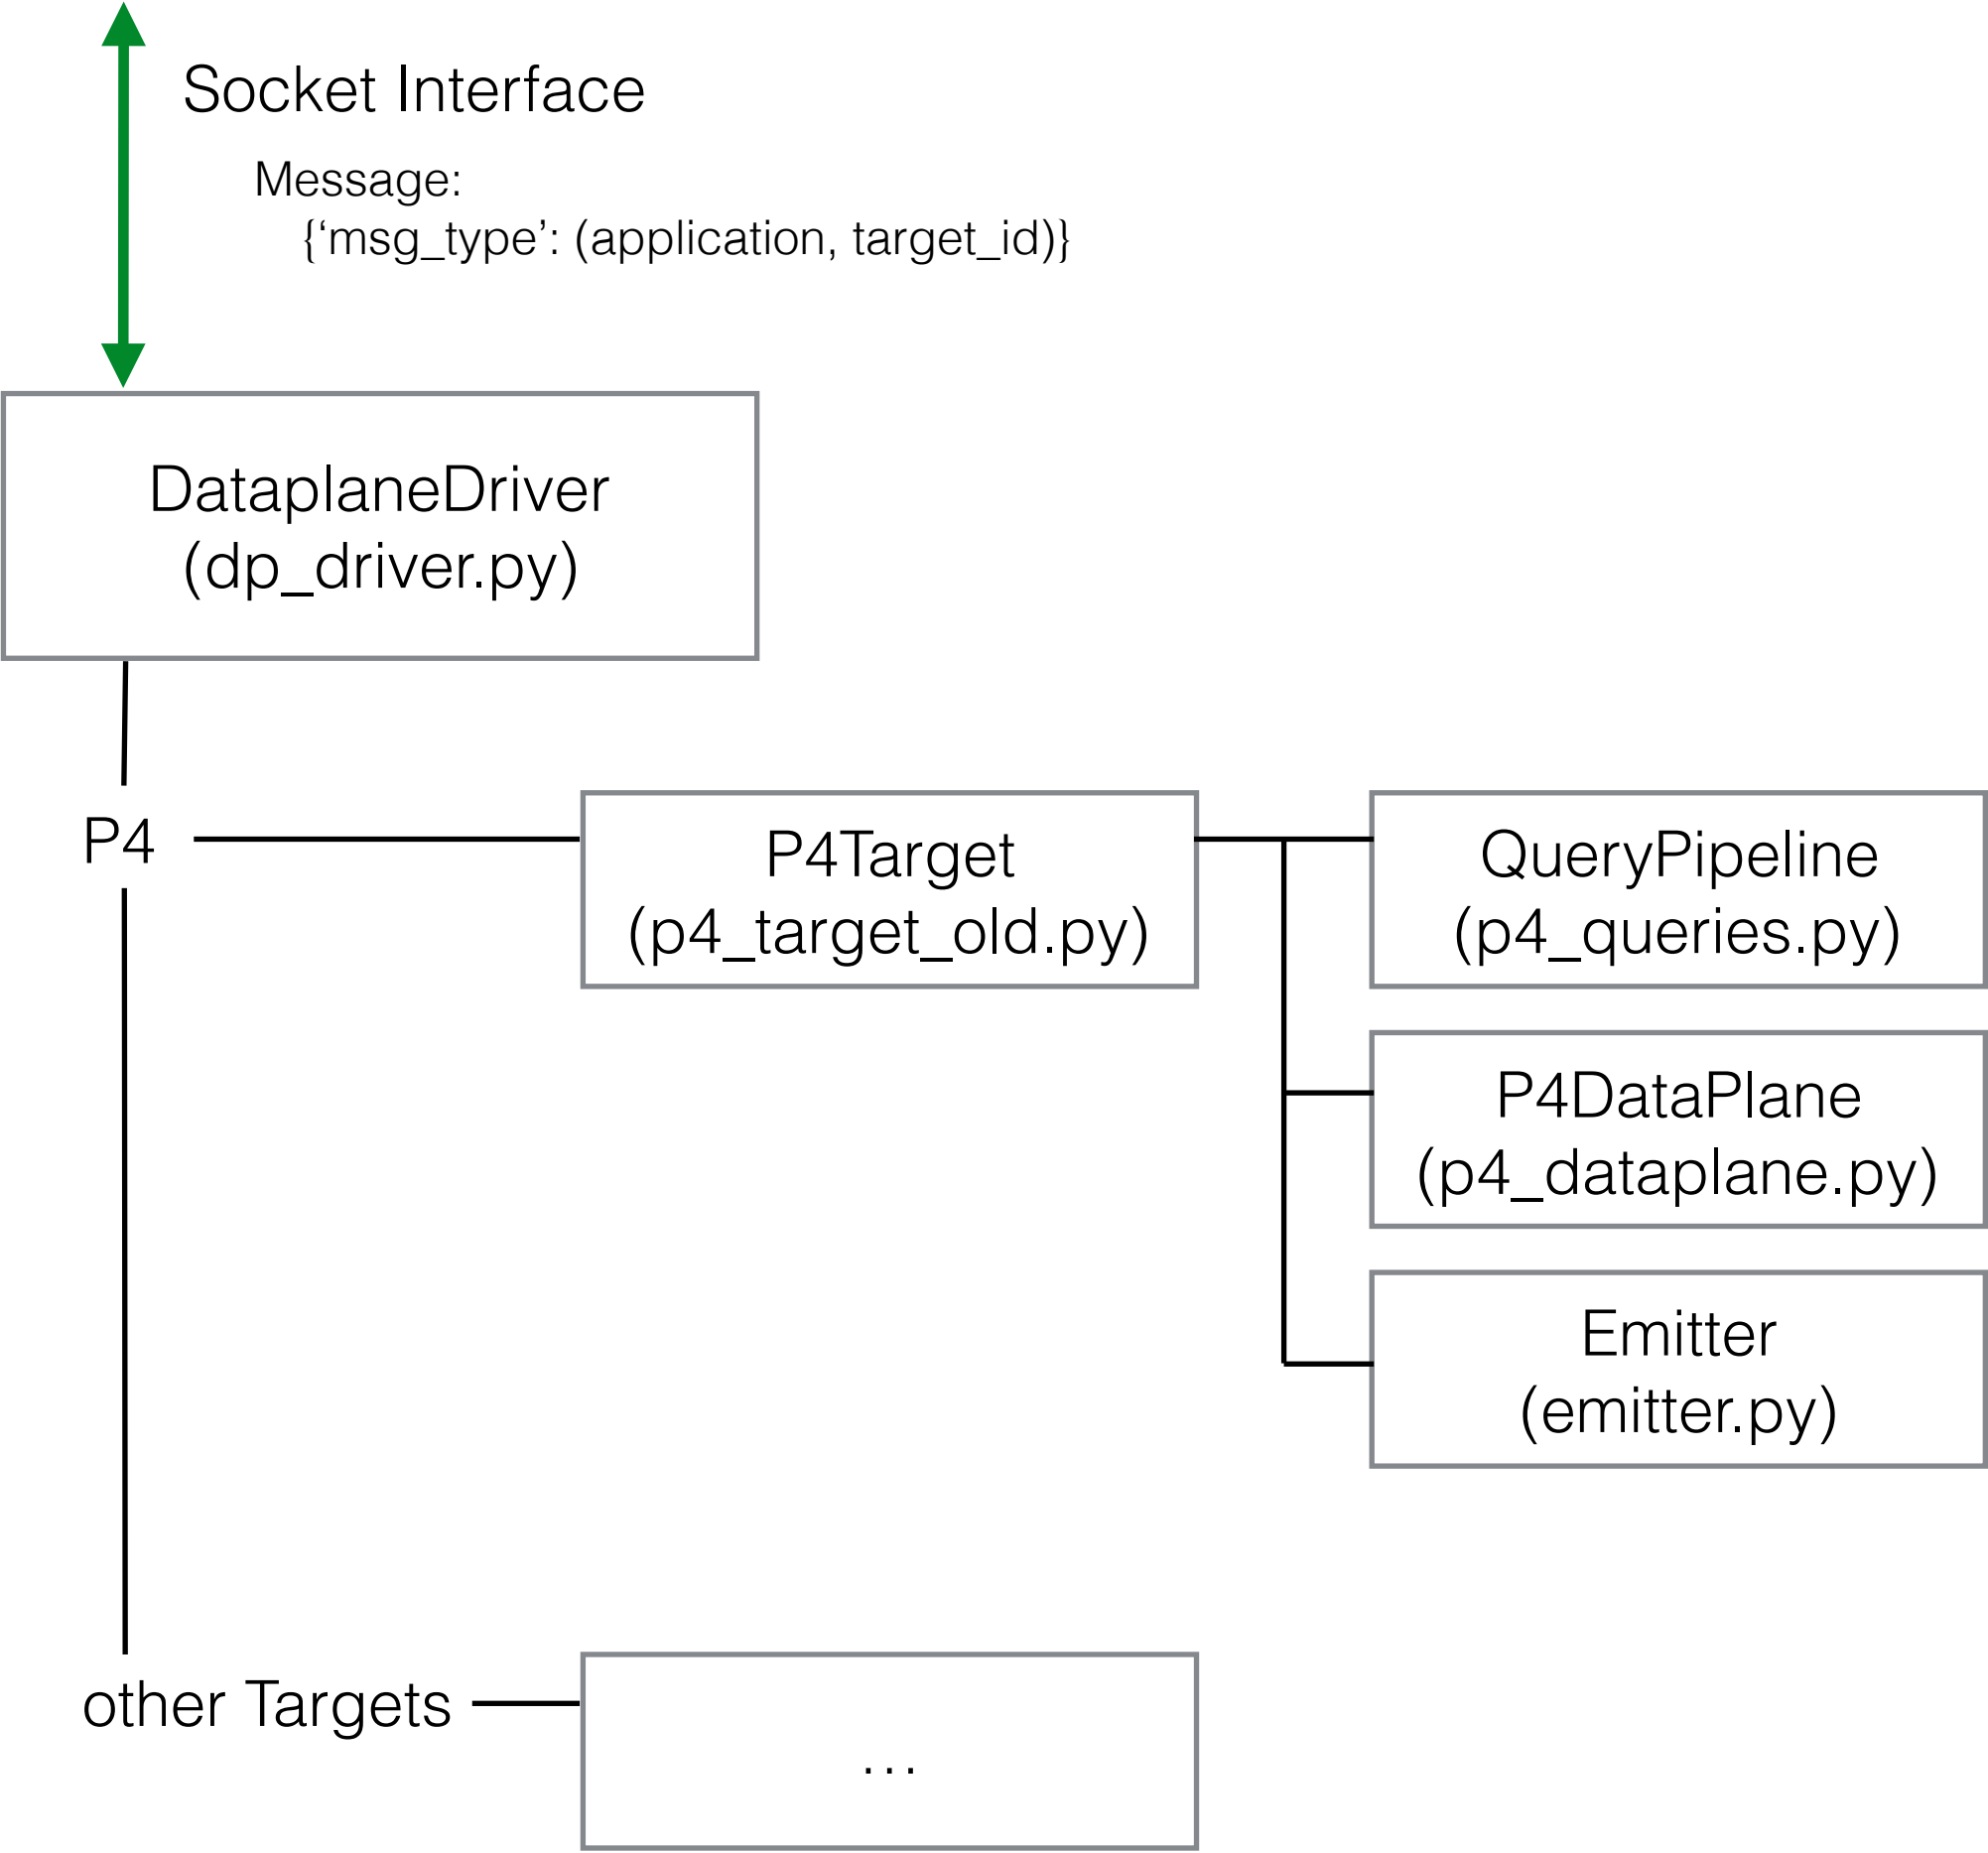 Socket Interface
Message:
{‘msg_type’: (application, target_id)}
DataplaneDriver
(dp_driver.py)
P4
P4Target
(p4_target_old.py)
QueryPipeline
(p4_queries.py)
P4DataPlane
(p4_dataplane.py)
Emitter
(emitter.py)
other Targets
...